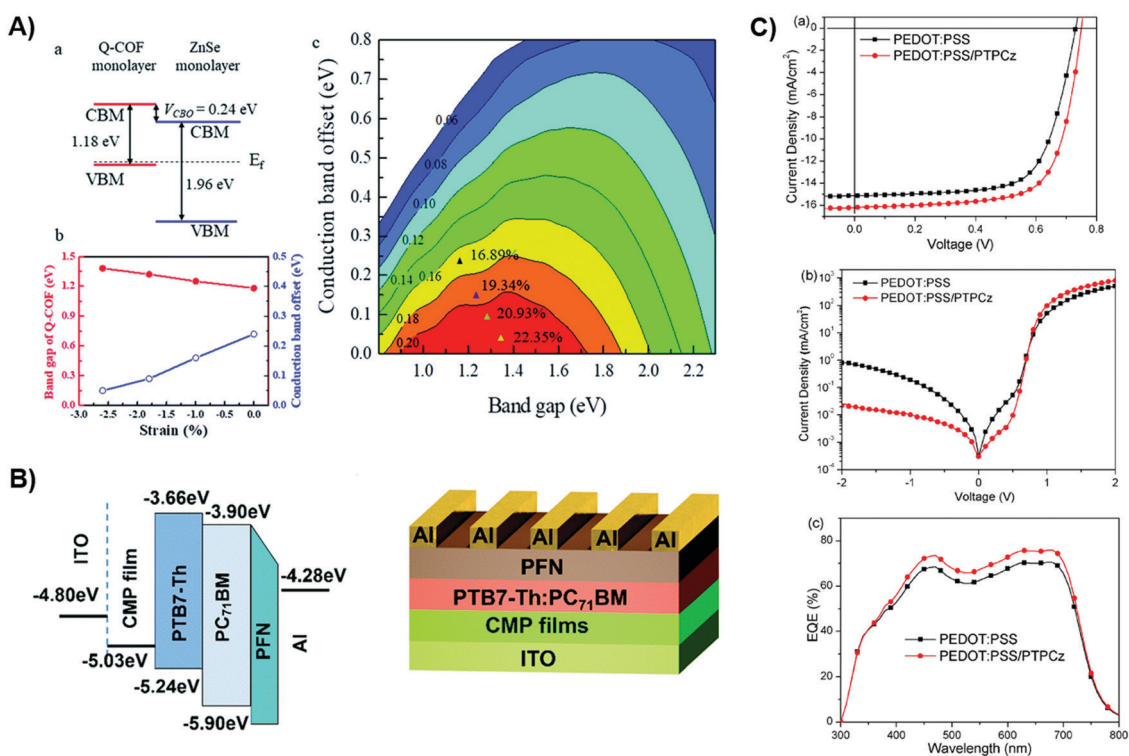 A)
a
Q-COF
monolayer
ZnSe
monolayer
CBM
V_CBO = 0.24 eV
CBM
1.18 eV
E_f
VBM
1.96 eV
VBM
b
Band gap of Q-COF (eV)
1.5
1.2
0.9
0.6
0.3
0.0
0.5
0.4
0.3
0.2
0.1
0.0
Conduction band offset (eV)
-3.0 -2.5 -2.0 -1.5 -1.0 -0.5 0.0
Strain (%)
c
Conduction band offset (eV)
0.8
0.7
0.6
0.5
0.4
0.3
0.2
0.1
0.0
0.06
0.08
0.10
0.12
0.14
0.16
0.18
0.20
16.89%
19.34%
20.93%
22.35%
1.0 1.2 1.4 1.6 1.8 2.0 2.2
Band gap (eV)
B)
ITO
-4.80eV
CMP film
-5.03eV
-3.66eV
PTB7-Th
-5.24eV
-3.90eV
PC71BM
-5.90eV
PFN
-4.28eV
Al
Al Al Al Al Al
PFN
PTB7-Th:PC71BM
CMP films
ITO
C)
(a)
PEDOT:PSS
PEDOT:PSS/PTPCz
Current Density (mA/cm²)
0
-2
-4
-6
-8
-10
-12
-14
-16
0.0 0.2 0.4 0.6 0.8
Voltage (V)
(b)
PEDOT:PSS
PEDOT:PSS/PTPCz
Current Density (mA/cm²)
10³
10²
10¹
10⁰
10⁻¹
10⁻²
10⁻³
10⁻⁴
-2 -1 0 1 2
Voltage (V)
(c)
PEDOT:PSS
PEDOT:PSS/PTPCz
EQE (%)
80
60
40
20
0
300 400 500 600 700 800
Wavelength (nm)